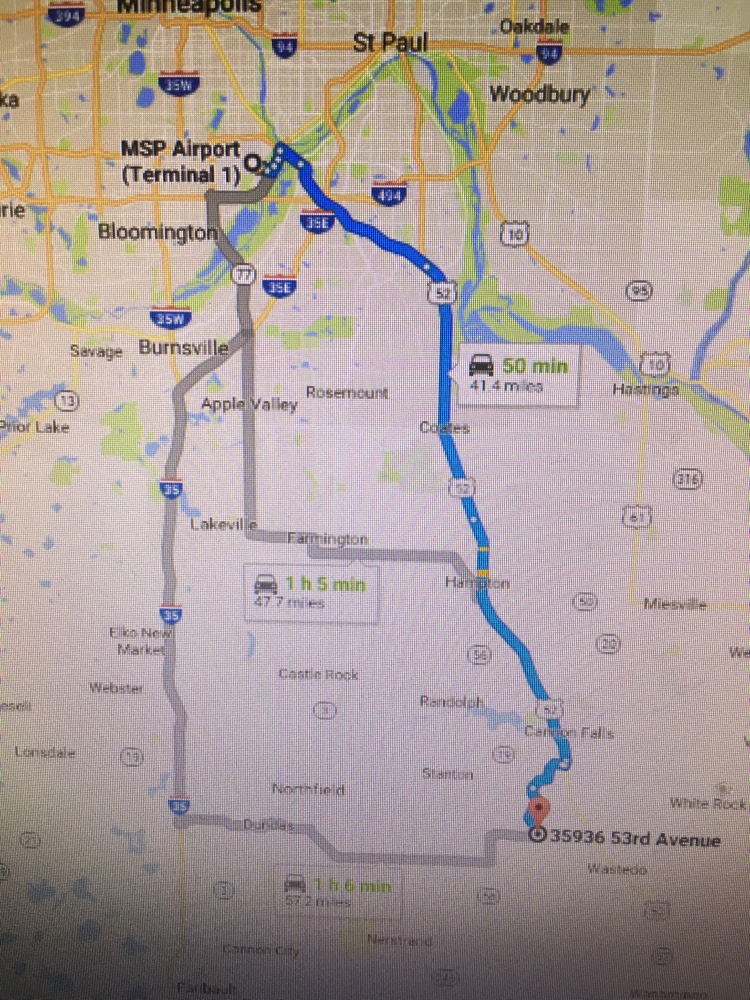 Minneapolis
394
Oakdale
St Paul
94
94
35W
Woodbury
ka
MSP Airport
(Terminal 1)
494
rie
35E
Bloomington
10
77
35E
52
95
35W
Savage
Burnsville
50 min
41.4 miles
10
Hastings
Rosemount
13
Apple Valley
Prior Lake
Coates
316
52
35
61
Lakeville
Farmington
1 h 5 min
47.7 miles
Hampton
50
Miesville
35
Elko New
Market
20
56
We
Castle Rock
Webster
Randolph
3
52
Cannon Falls
Lonsdale
19
19
Stanton
Northfield
White Rock
35
Dundas
35936 53rd Avenue
21
Wastedo
1 h 6 min
57.2 miles
3
56
Nerstrand
Cannon City
57
Faribault
Wanamingo